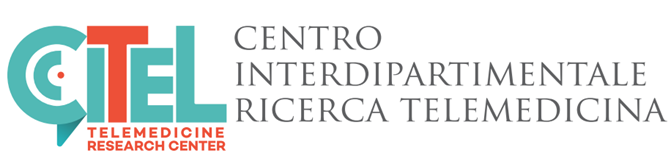 CiTEL
TELEMEDICINE
RESEARCH CENTER
CENTRO
INTERDIPARTIMENTALE
RICERCA TELEMEDICINA